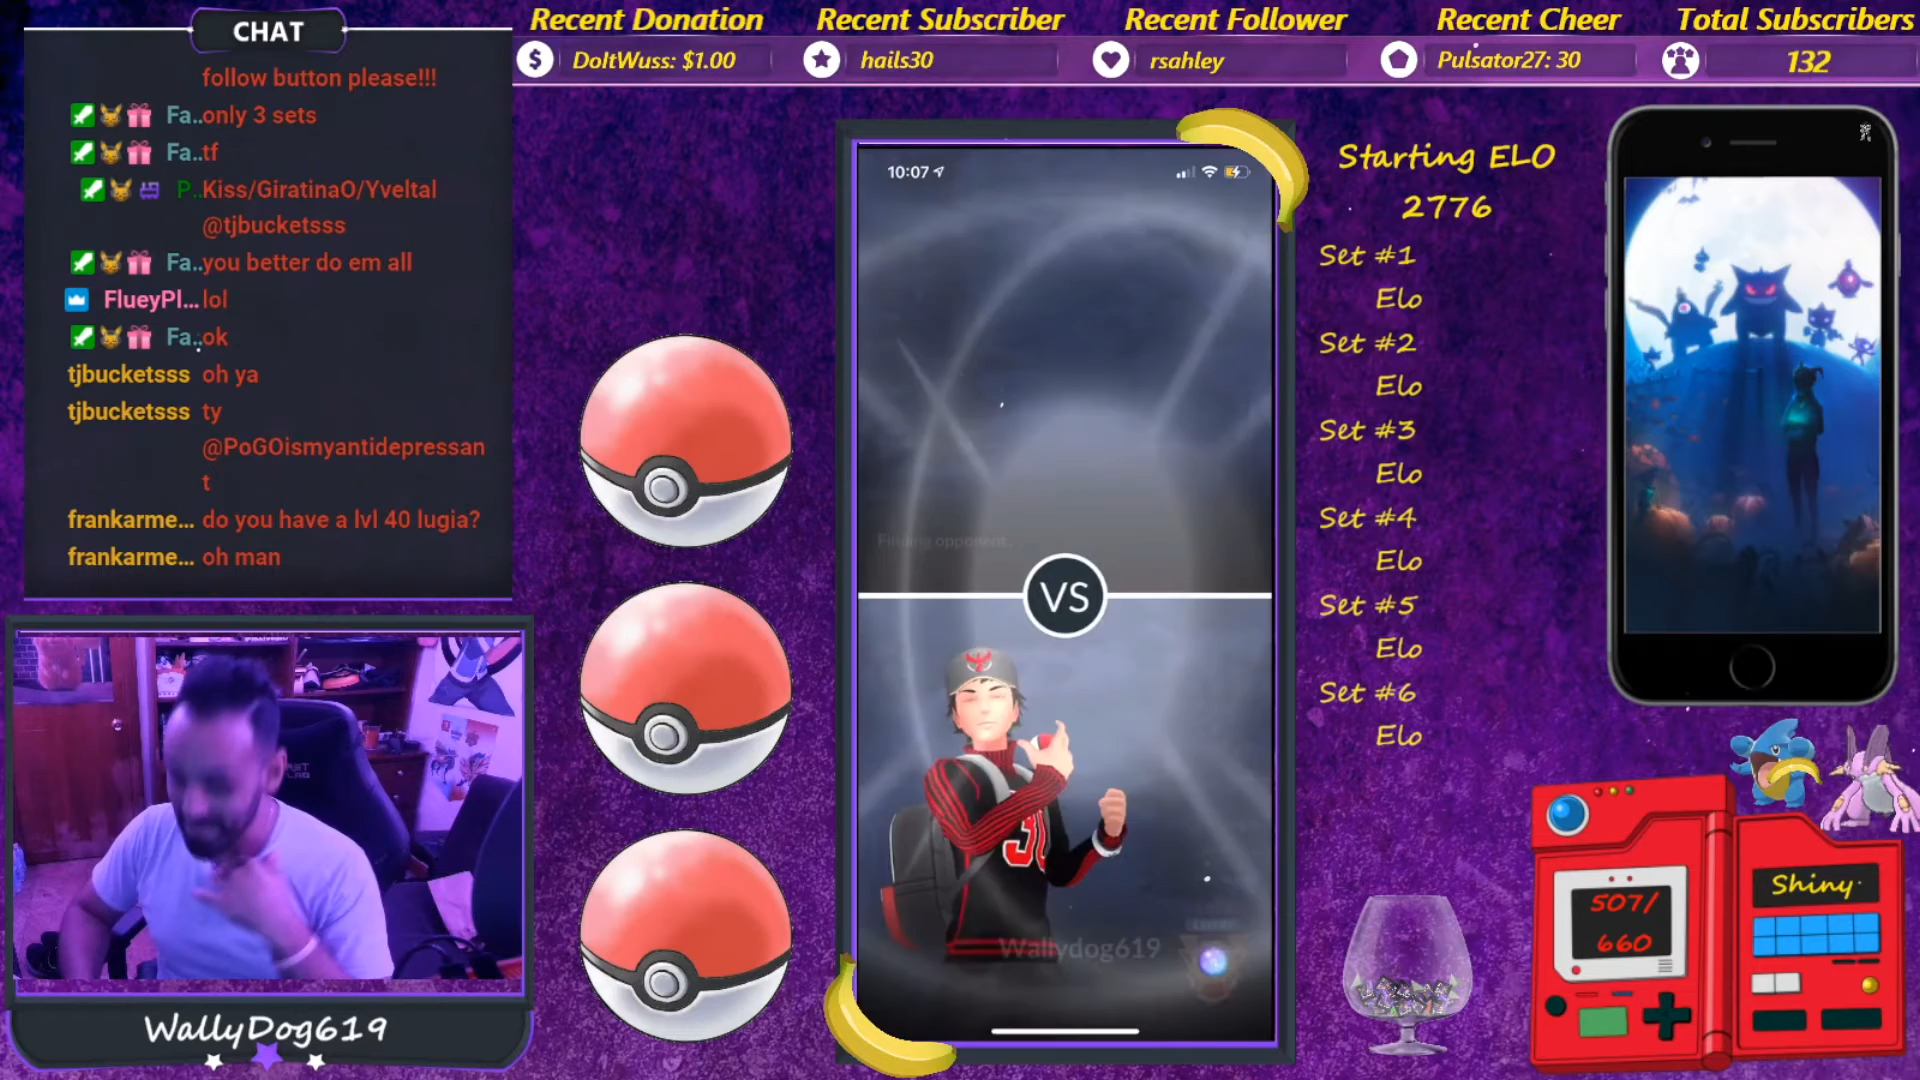 CHAT
Recent Donation
DoItWuss: $1.00
Recent Subscriber
hails30
Recent Follower
rsahley
Recent Cheer
Pulsator27: 30
Total Subscribers
132
follow button please!!!
Fa..only 3 sets
Fa..tf
P..Kiss/GiratinaO/Yveltal
@tjbucketsss
Fa..you better do em all
FlueyPl...lol
Fa..ok
tjbucketsss oh ya
tjbucketsss ty
@PoGOismyantidepressan
t
frankarme... do you have a lvl 40 lugia?
frankarme... oh man
10:07
Finding opponent...
VS
30
Wallydog619
Starting ELO
2776
Set #1
Elo
Set #2
Elo
Set #3
Elo
Set #4
Elo
Set #5
Elo
Set #6
Elo
Shiny
507/
660
WallyDog619